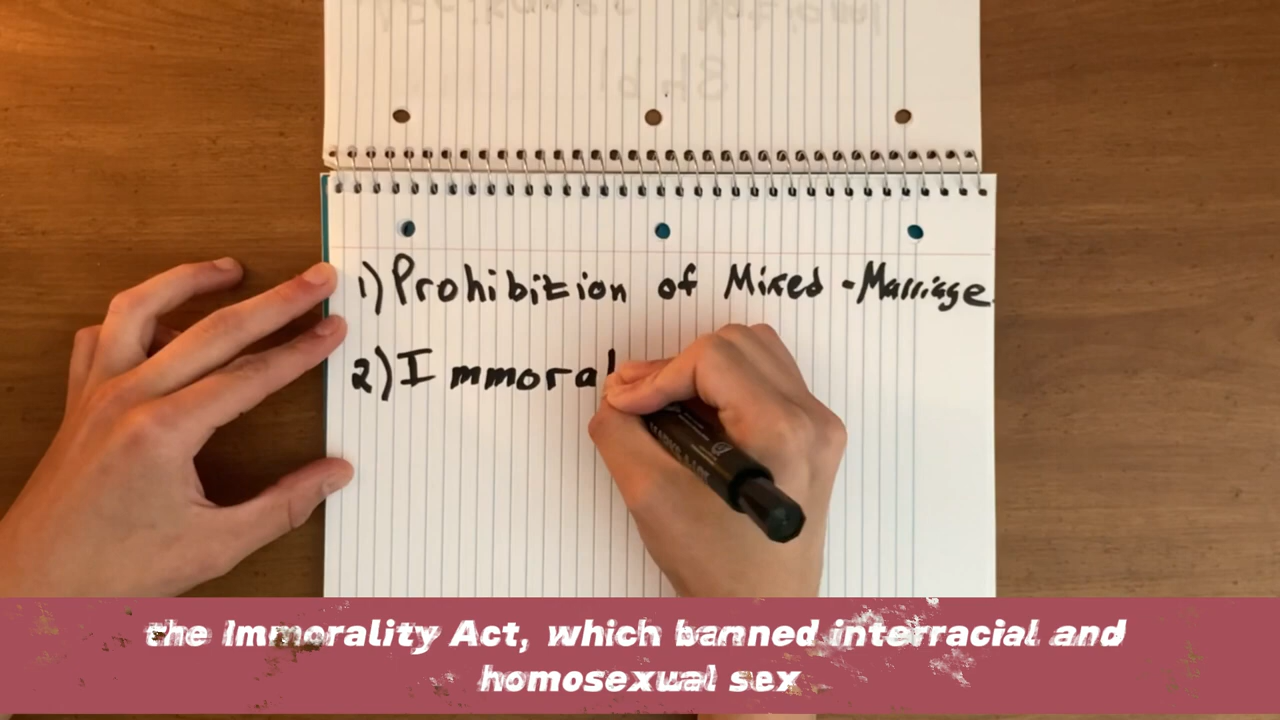 1) Prohibition of Mixed-Marriage
2) Immoral
the Immorality Act, which banned interracial and
homosexual sex